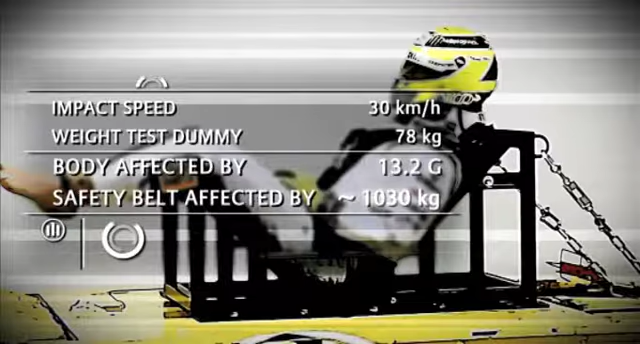 IMPACT SPEED 30 km/h
WEIGHT TEST DUMMY 78 kg
BODY AFFECTED BY 13.2 G
SAFETY BELT AFFECTED BY ~ 1030 kg